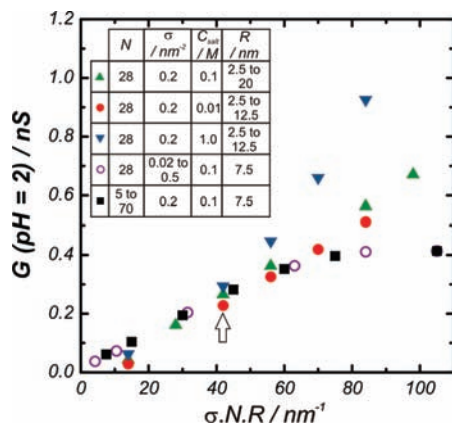 G (pH = 2) / nS
1.0
0.8
0.6
0.4
0.2
0.0
N σ / nm⁻² C_salt / M R / nm
28 0.2 0.1 2.5 to 20
28 0.2 0.01 2.5 to 12.5
28 0.2 1.0 2.5 to 12.5
28 0.02 to 0.5 0.1 7.5
5 to 70 0.2 0.1 7.5
0 20 40 60 80 100
σ.N.R / nm⁻¹